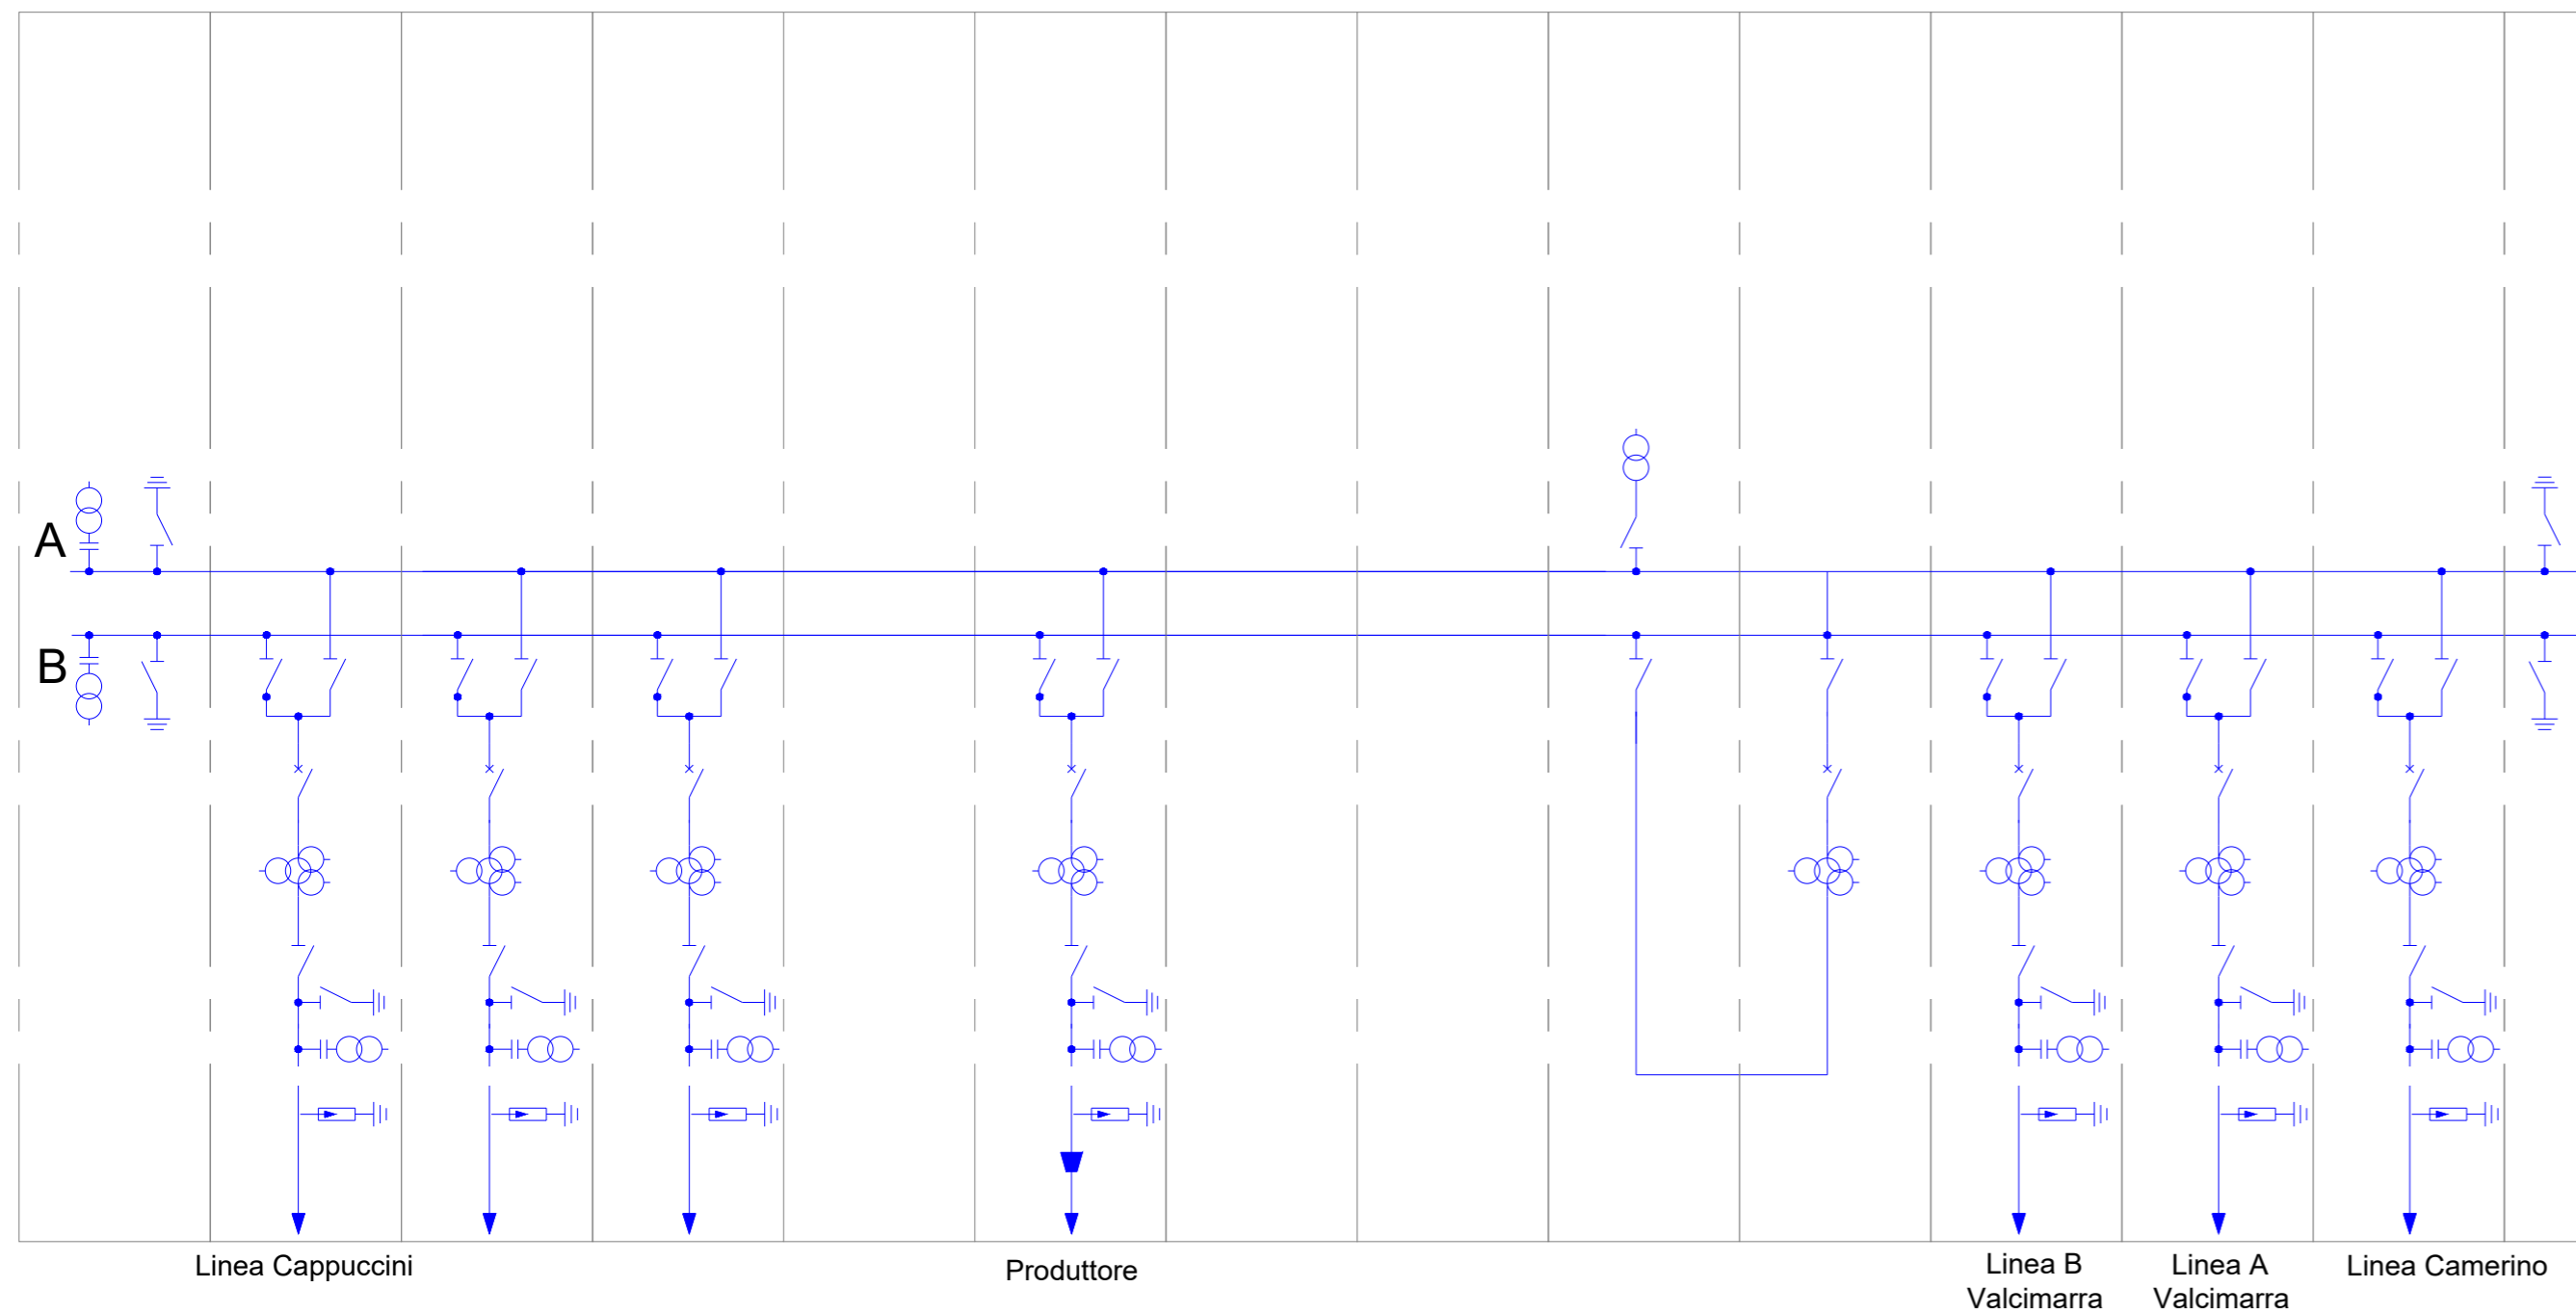 A
B
Linea Cappuccini
Produttore
Linea B
Valcimarra
Linea A
Valcimarra
Linea Camerino